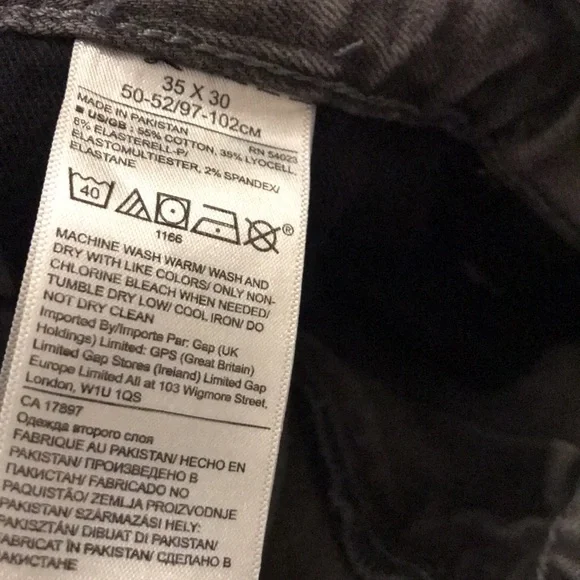 35 X 30
50-52/97-102CM
MADE IN PAKISTAN
RN 54023
■ US/GB : 55% COTTON, 35% LYOCELL,
8% ELASTERELL-P/
ELASTOMULTIESTER, 2% SPANDEX/
ELASTANE
40
®
1166
MACHINE WASH WARM/ WASH AND
DRY WITH LIKE COLORS/ ONLY NON-
CHLORINE BLEACH WHEN NEEDED/
TUMBLE DRY LOW/ COOL IRON/ DO
NOT DRY CLEAN
Imported By/Importe Par: Gap (UK
Holdings) Limited: GPS (Great Britain)
Limited Gap Stores (Ireland) Limited Gap
Europe Limited All at 103 Wigmore Street,
London, W1U 1QS
CA 17897
Одежда второго слоя
FABRIQUE AU PAKISTAN/ HECHO EN
PAKISTAN/ ПРОИЗВЕДЕНО В
ПАКИСТАН/ FABRICADO NO
PAQUISTÃO/ ZEMLJA PROIZVODNJE
PAKISTAN/ SZÁRMAZÁSI HELY:
PAKISZTÁN/ DIBUAT DI PAKISTAN/
FABRICAT ÎN PAKISTAN/ СДЕЛАНО В
ПАКИСТАНЕ